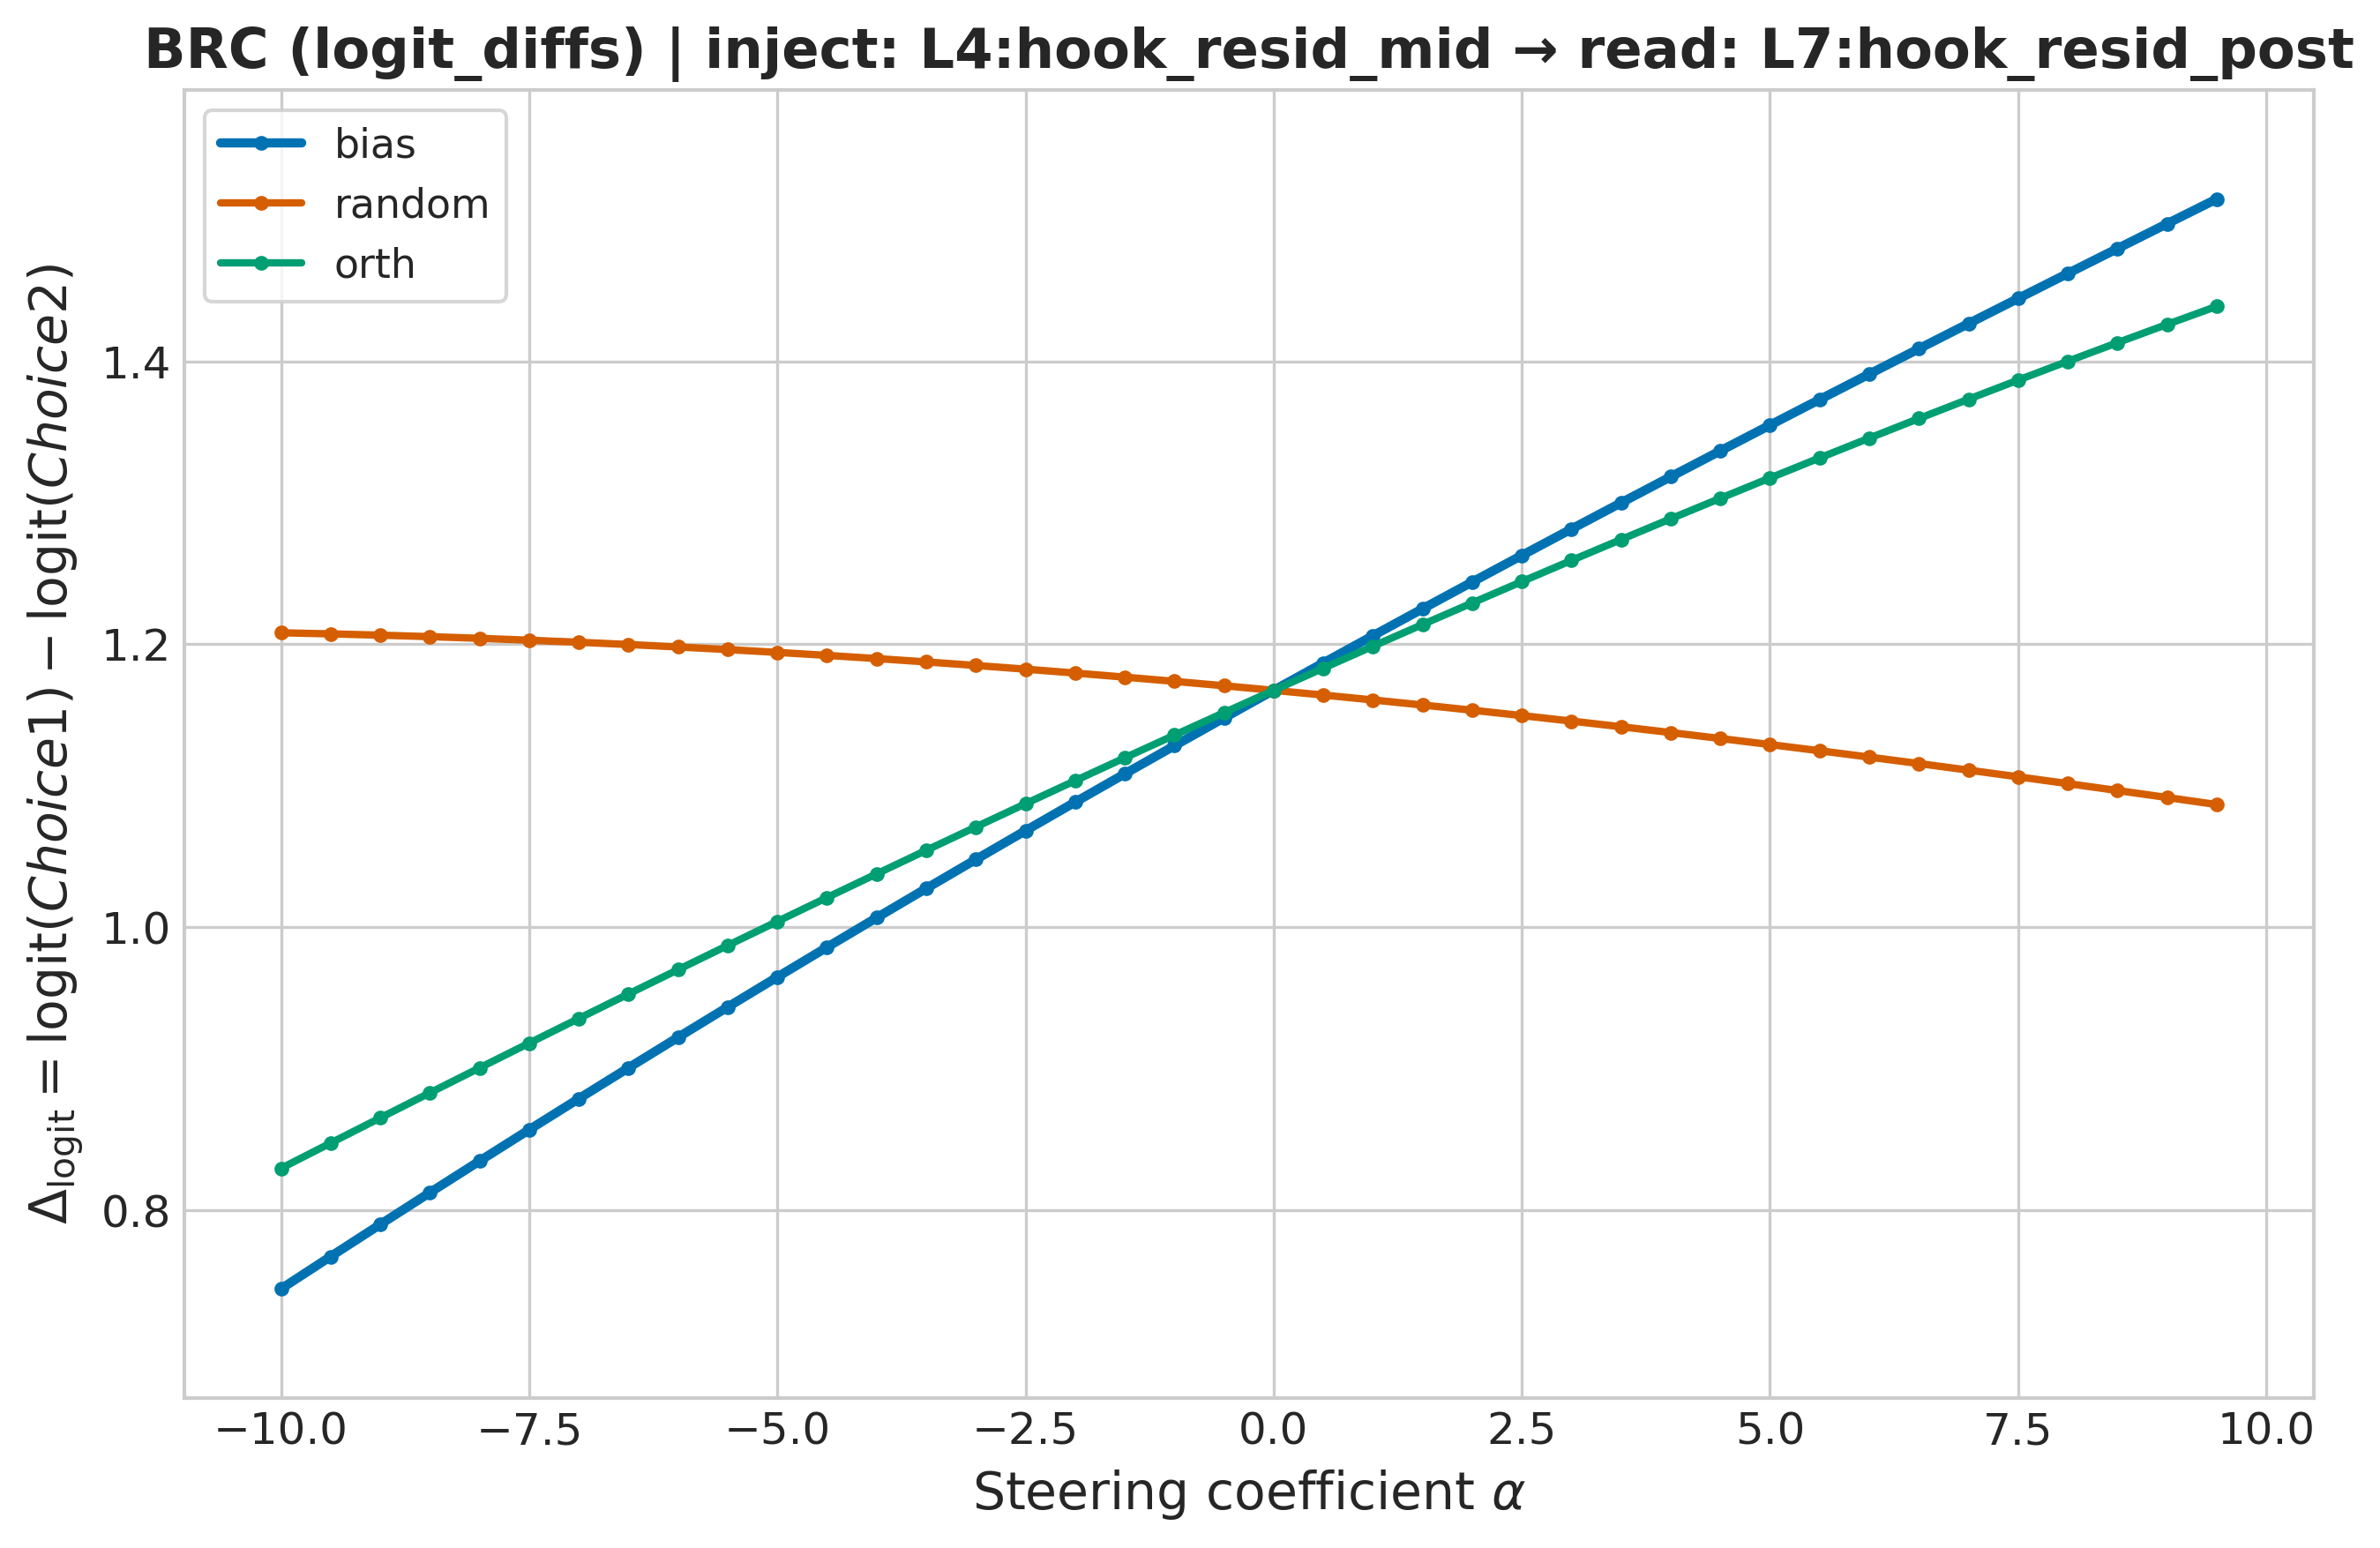 BRC (logit_diffs) | inject: L4:hook_resid_mid → read: L7:hook_resid_post
bias
random
orth
Δlogit = logit(Choice1) − logit(Choice2)
1.4
1.2
1.0
0.8
−10.0 −7.5 −5.0 −2.5 0.0 2.5 5.0 7.5 10.0
Steering coefficient α